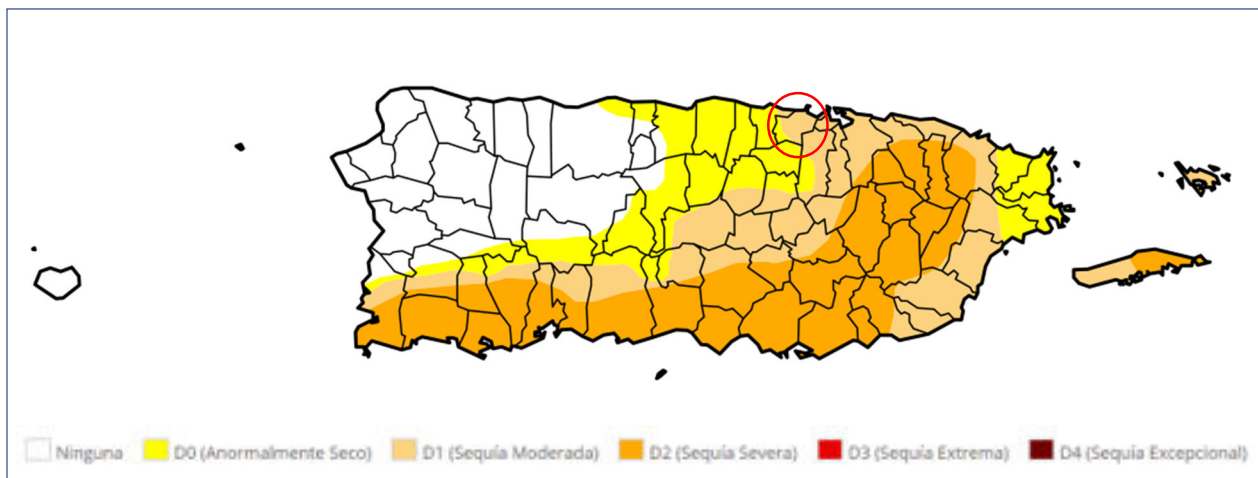 Ninguna D0 (Anormalmente Seco) D1 (Sequía Moderada) D2 (Sequía Severa) D3 (Sequía Extrema) D4 (Sequía Excepcional)